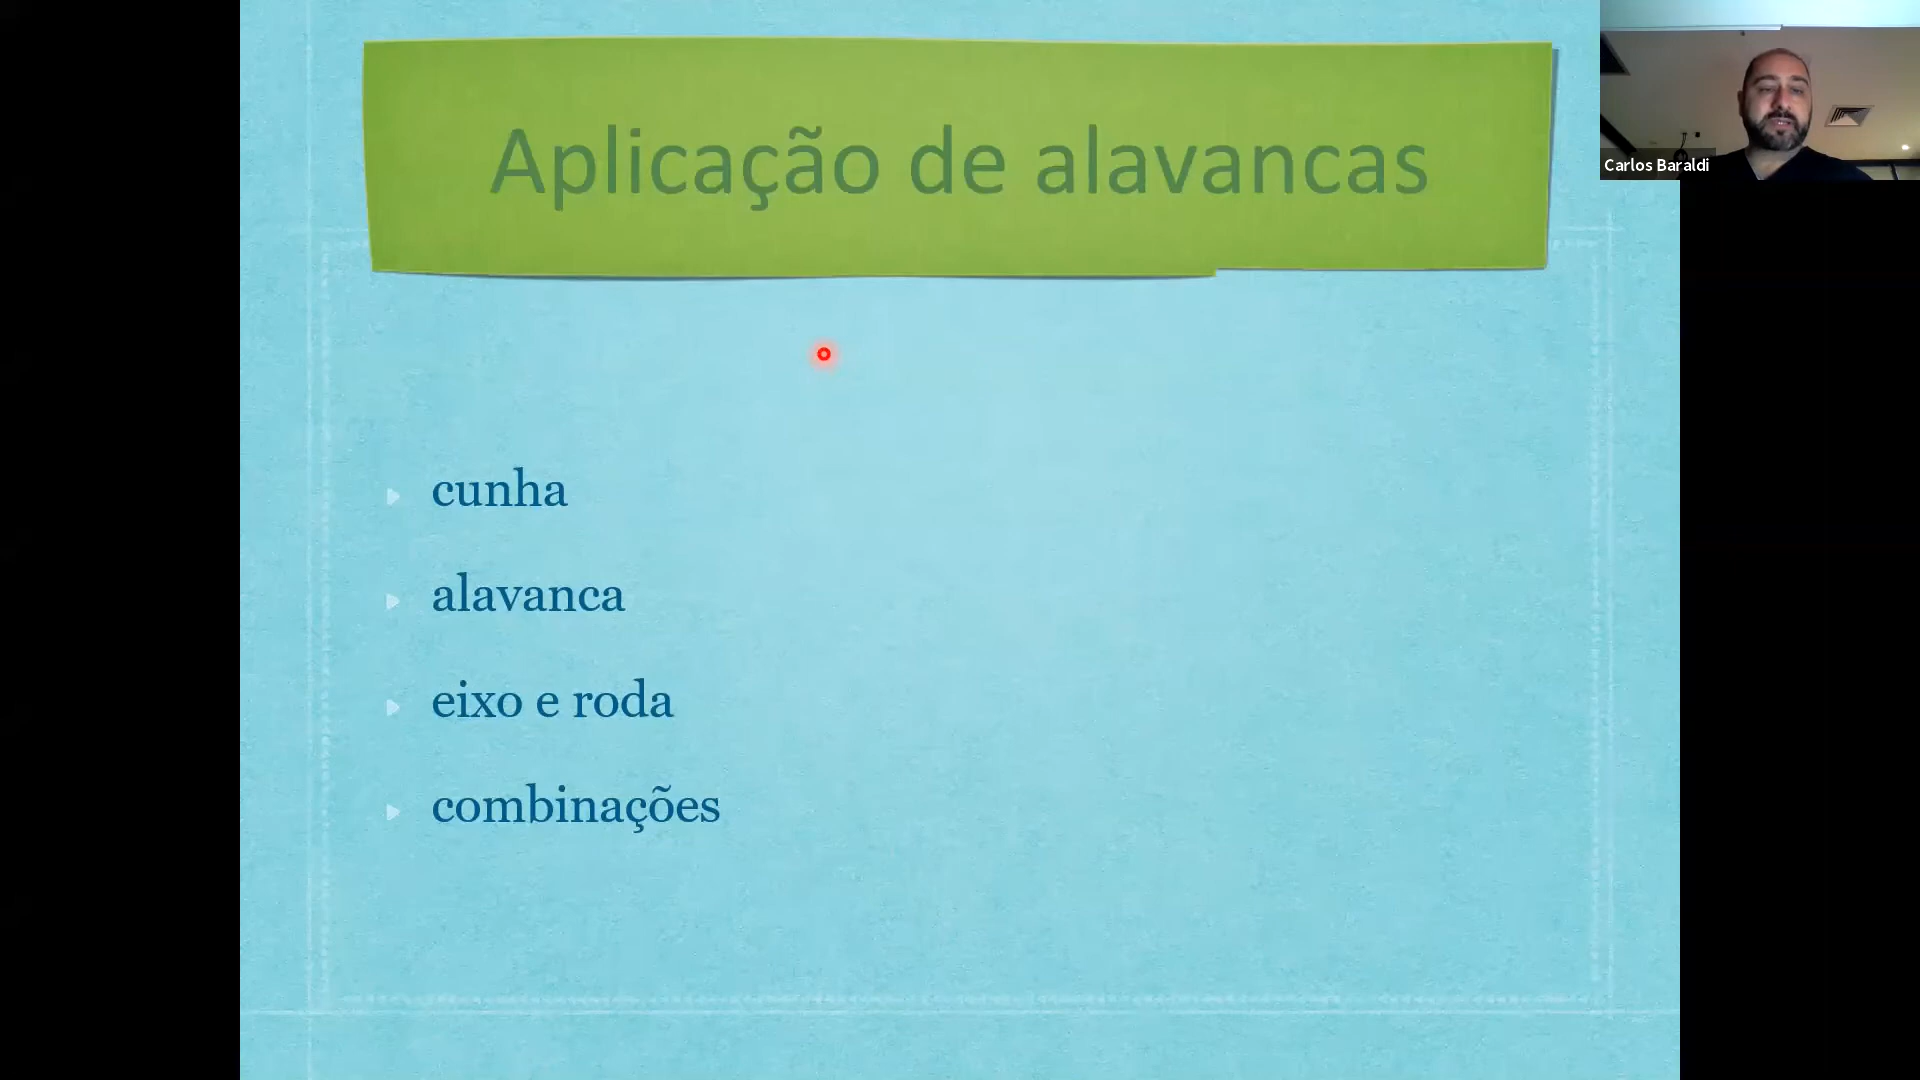 Aplicação de alavancas
Carlos Baraldi
cunha
alavanca
eixo e roda
combinações